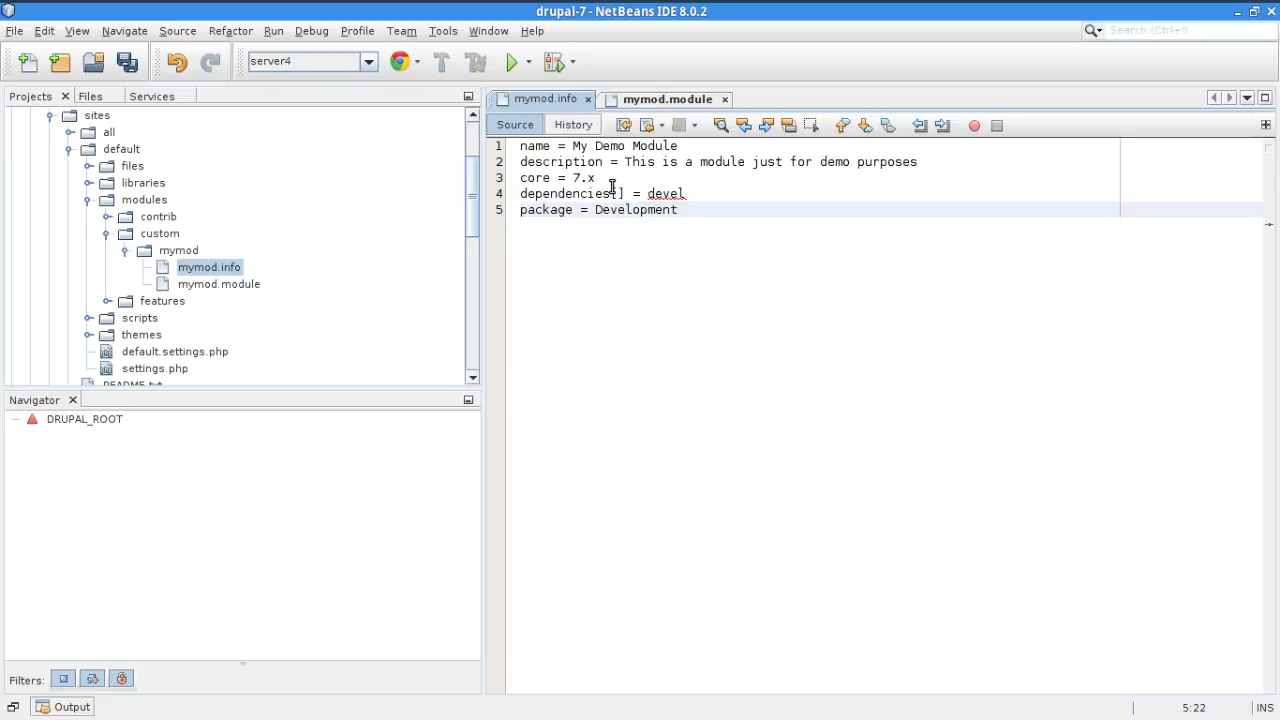 drupal-7 - NetBeans IDE 8.0.2
File Edit View Navigate Source Refactor Run Debug Profile Team Tools Window Help
Search (Ctrl+I)
server4
Projects Files Services
sites
all
default
files
libraries
modules
contrib
custom
mymod
mymod.info
mymod.module
features
scripts
themes
default.settings.php
settings.php
README.txt
Navigator
DRUPAL_ROOT
Filters:
Output
mymod.info mymod.module
Source History
1 name = My Demo Module
2 description = This is a module just for demo purposes
3 core = 7.x
4 dependencies[] = devel
5 package = Development
5:22 INS